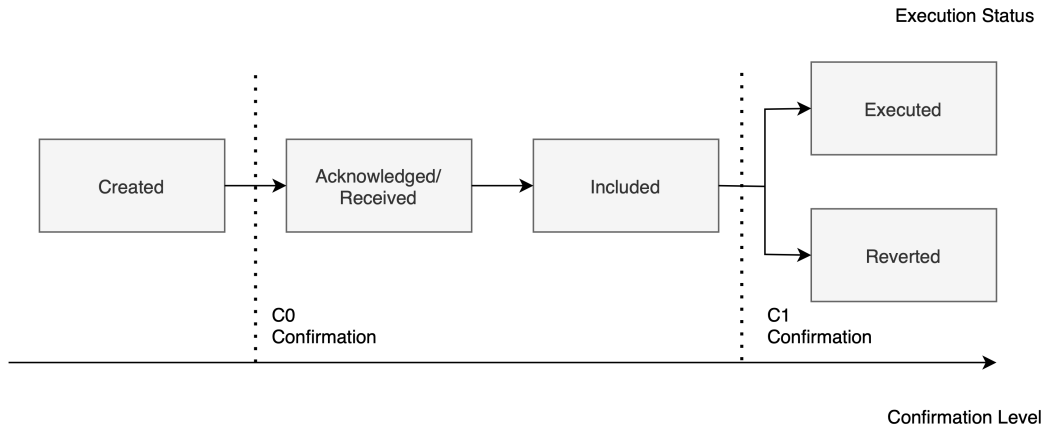 Execution Status
Executed
Created
Acknowledged/
Received
Included
Reverted
C0
Confirmation
C1
Confirmation
Confirmation Level